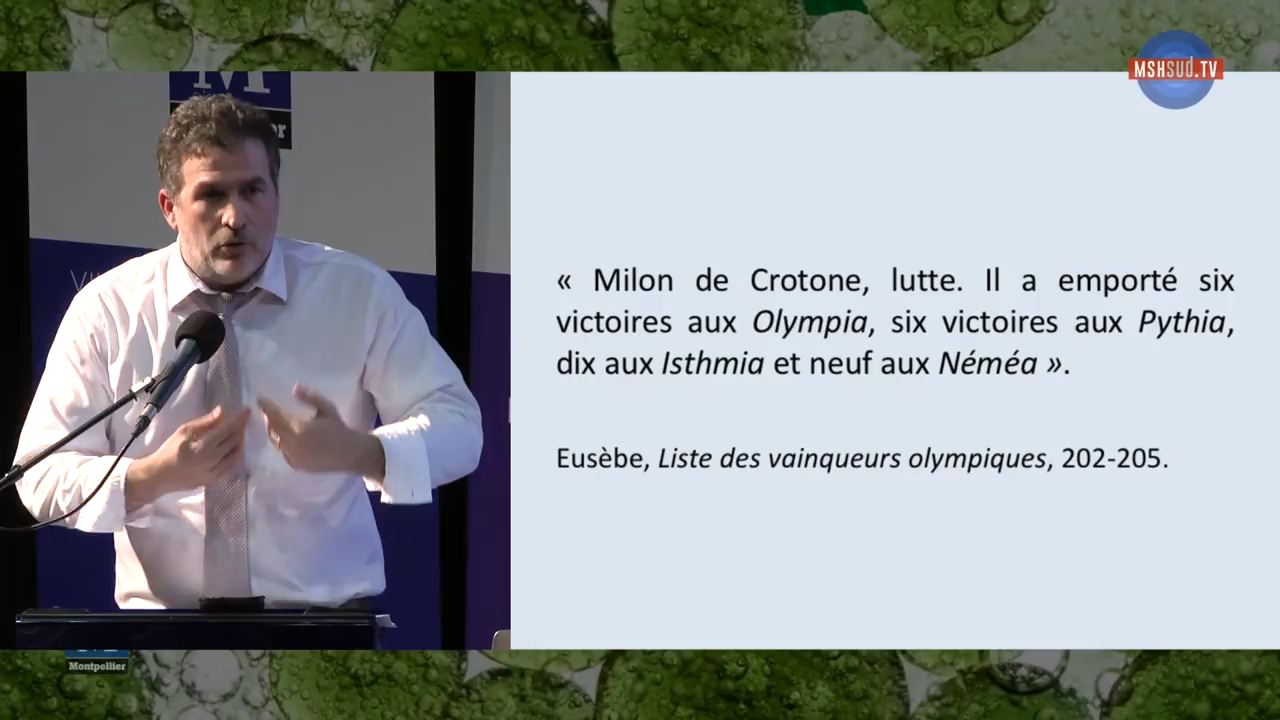 MSHSUD.TV
M
er
« Milon de Crotone, lutte. Il a emporté six
victoires aux Olympia, six victoires aux Pythia,
dix aux Isthmia et neuf aux Néméa ».
Eusèbe, Liste des vainqueurs olympiques, 202-205.
Montpellier